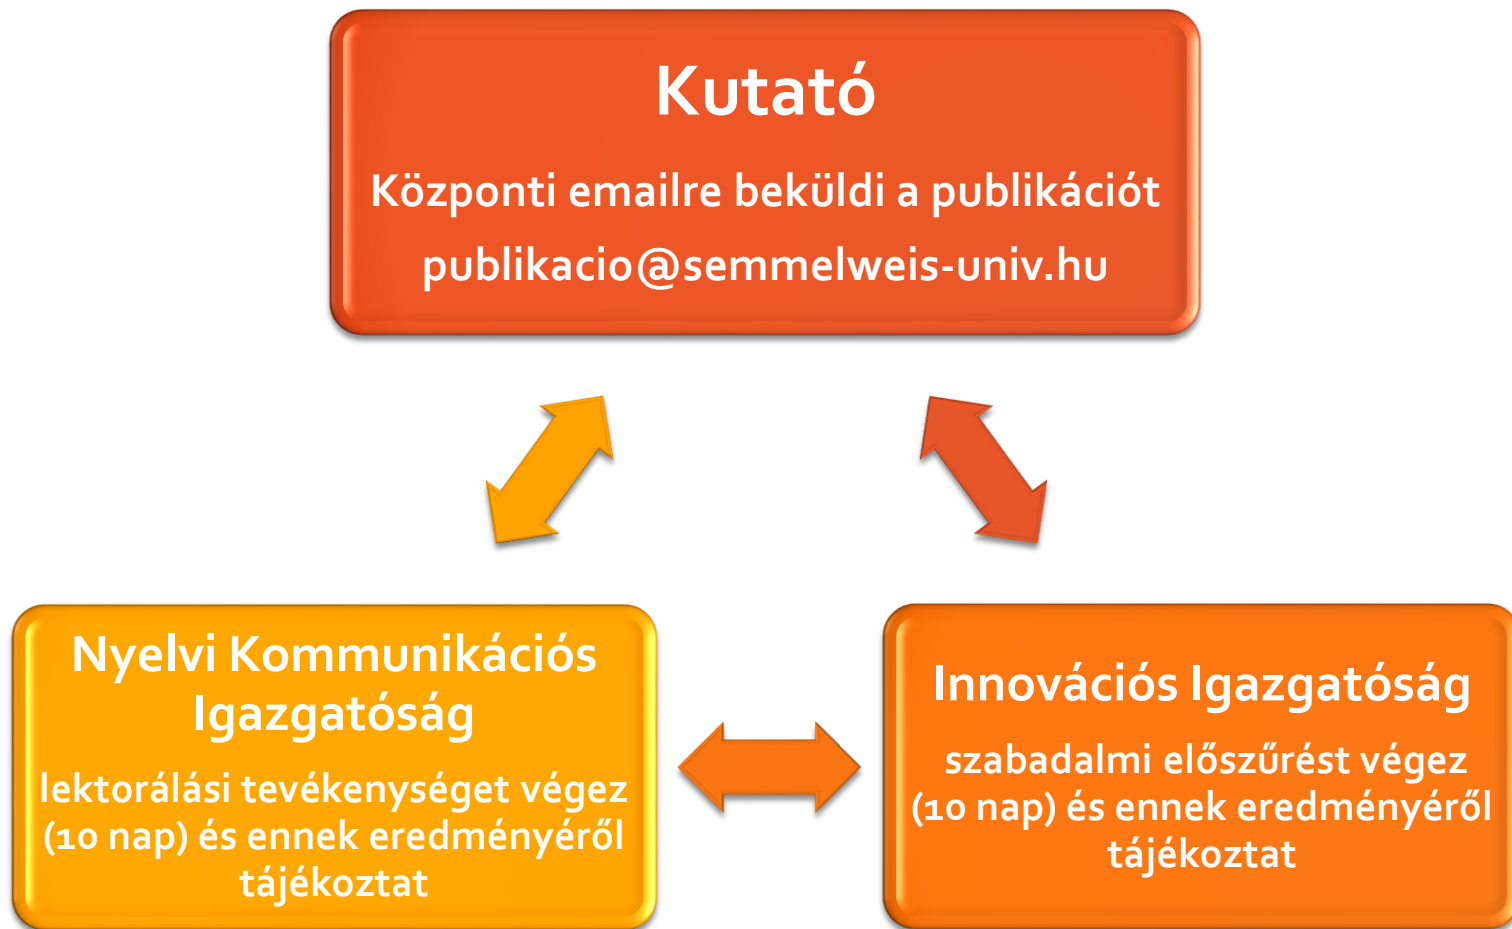 Kutató
Központi emailre beküldi a publikációt
publikacio@semmelweis-univ.hu
Nyelvi Kommunikációs
Igazgatóság
lektorálási tevékenységet végez
(10 nap) és ennek eredményéről
tájékoztat
Innovációs Igazgatóság
szabadalmi előszűrést végez
(10 nap) és ennek eredményéről
tájékoztat